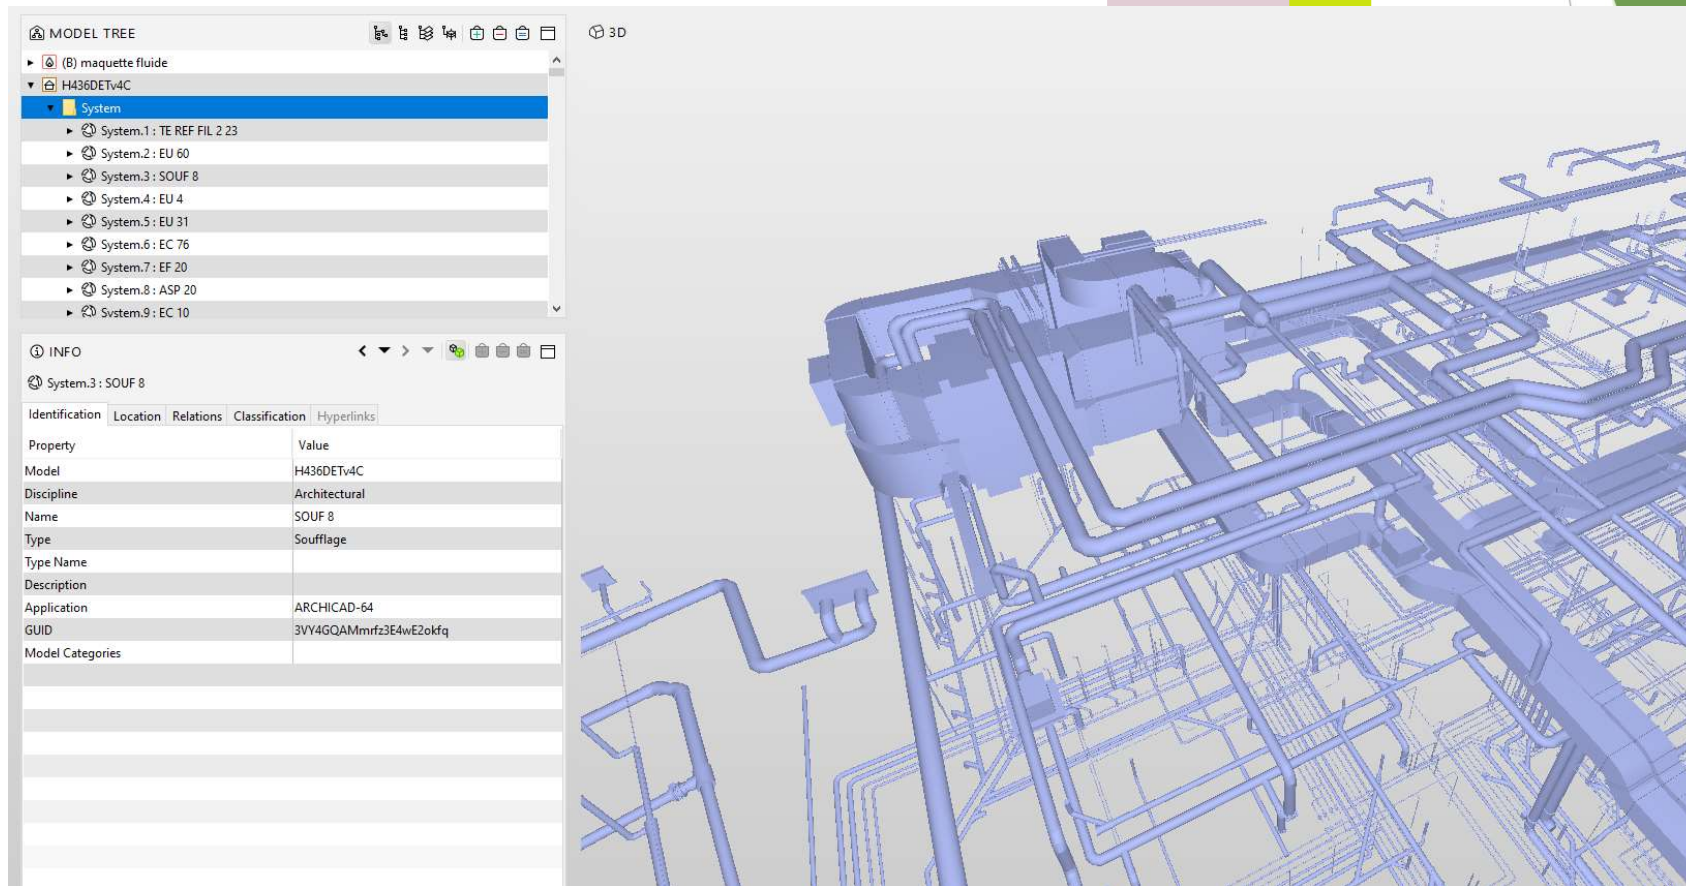 MODEL TREE
(B) maquette fluide
H436DETv4C
System
System.1 : TE REF FIL 2 23
System.2 : EU 60
System.3 : SOUF 8
System.4 : EU 4
System.5 : EU 31
System.6 : EC 76
System.7 : EF 20
System.8 : ASP 20
System.9 : EC 10
INFO
System.3 : SOUF 8
Identification Location Relations Classification Hyperlinks
Property Value
Model H436DETv4C
Discipline Architectural
Name SOUF 8
Type Soufflage
Type Name
Description
Application ARCHICAD-64
GUID 3VY4GQAMmrfz3E4wE2okfq
Model Categories
3D